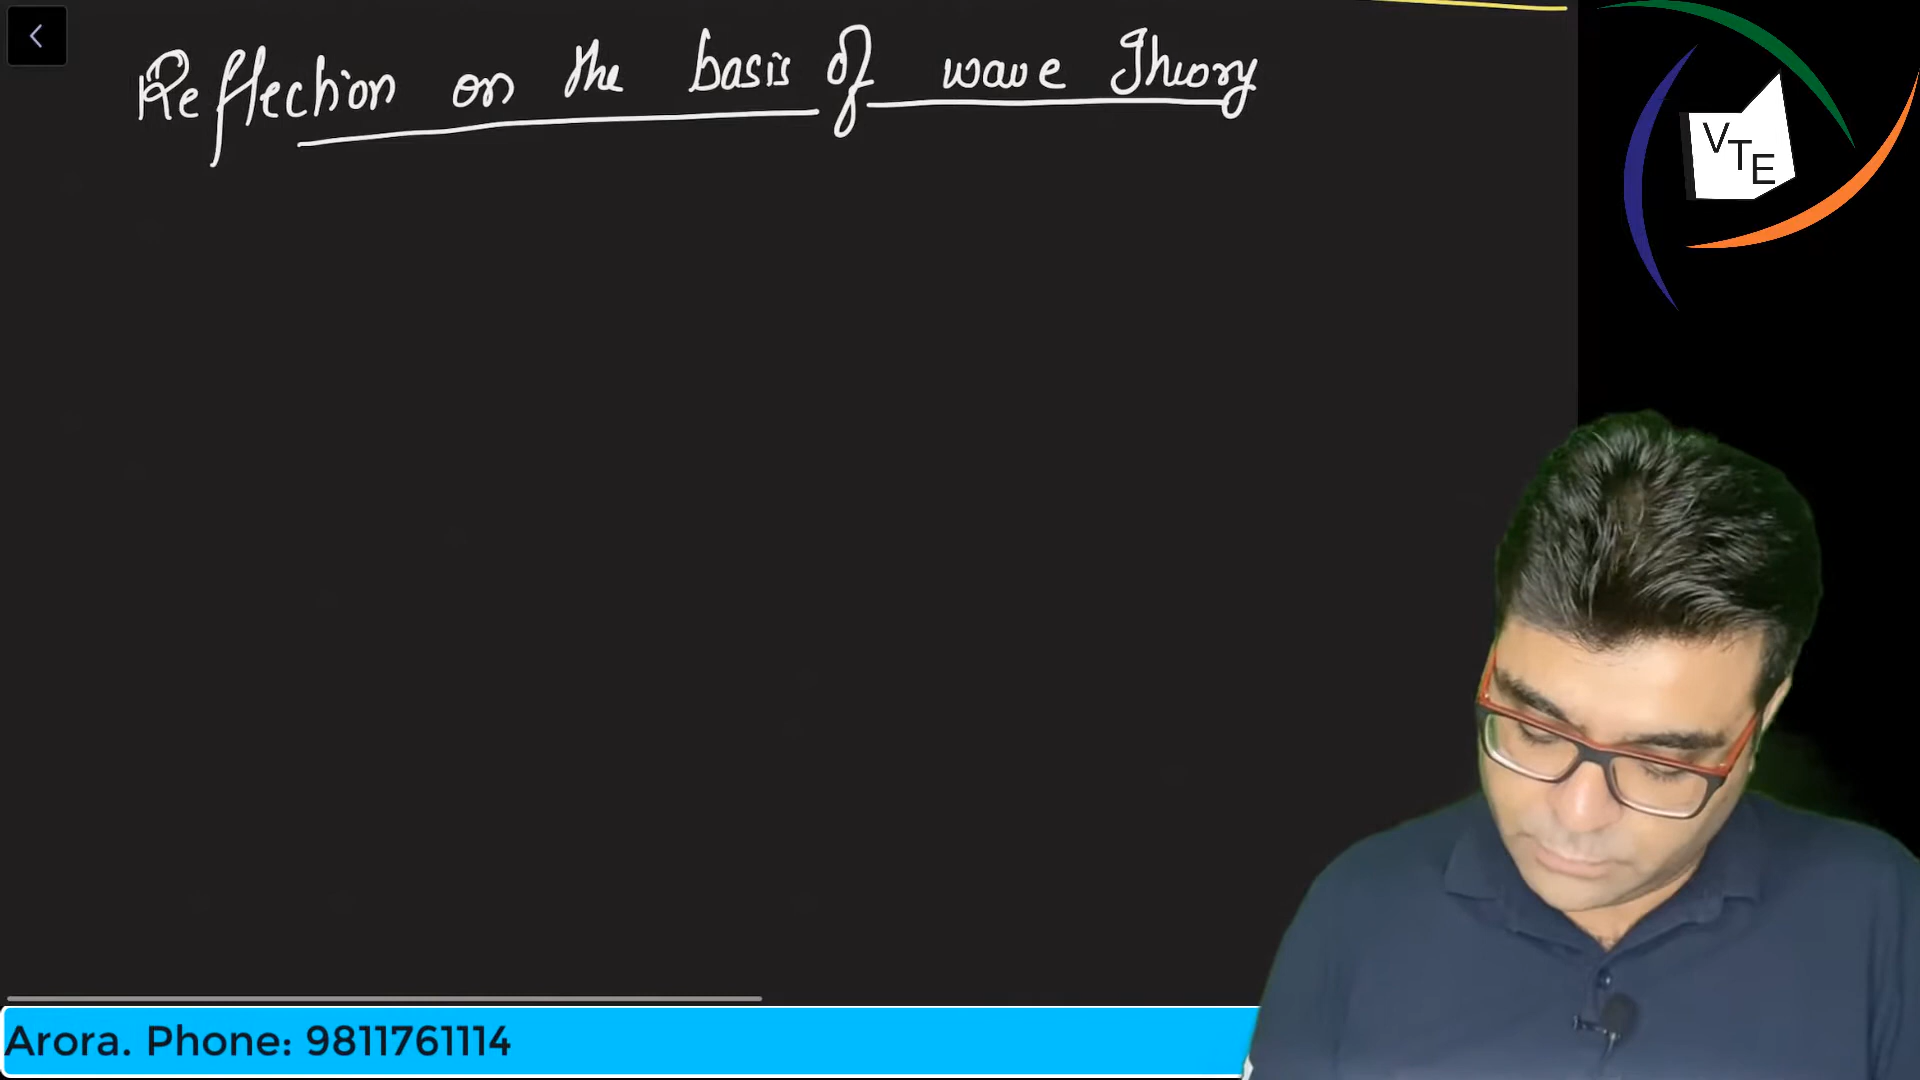 Reflection on the basis of wave Theory
VTE
Arora. Phone: 9811761114